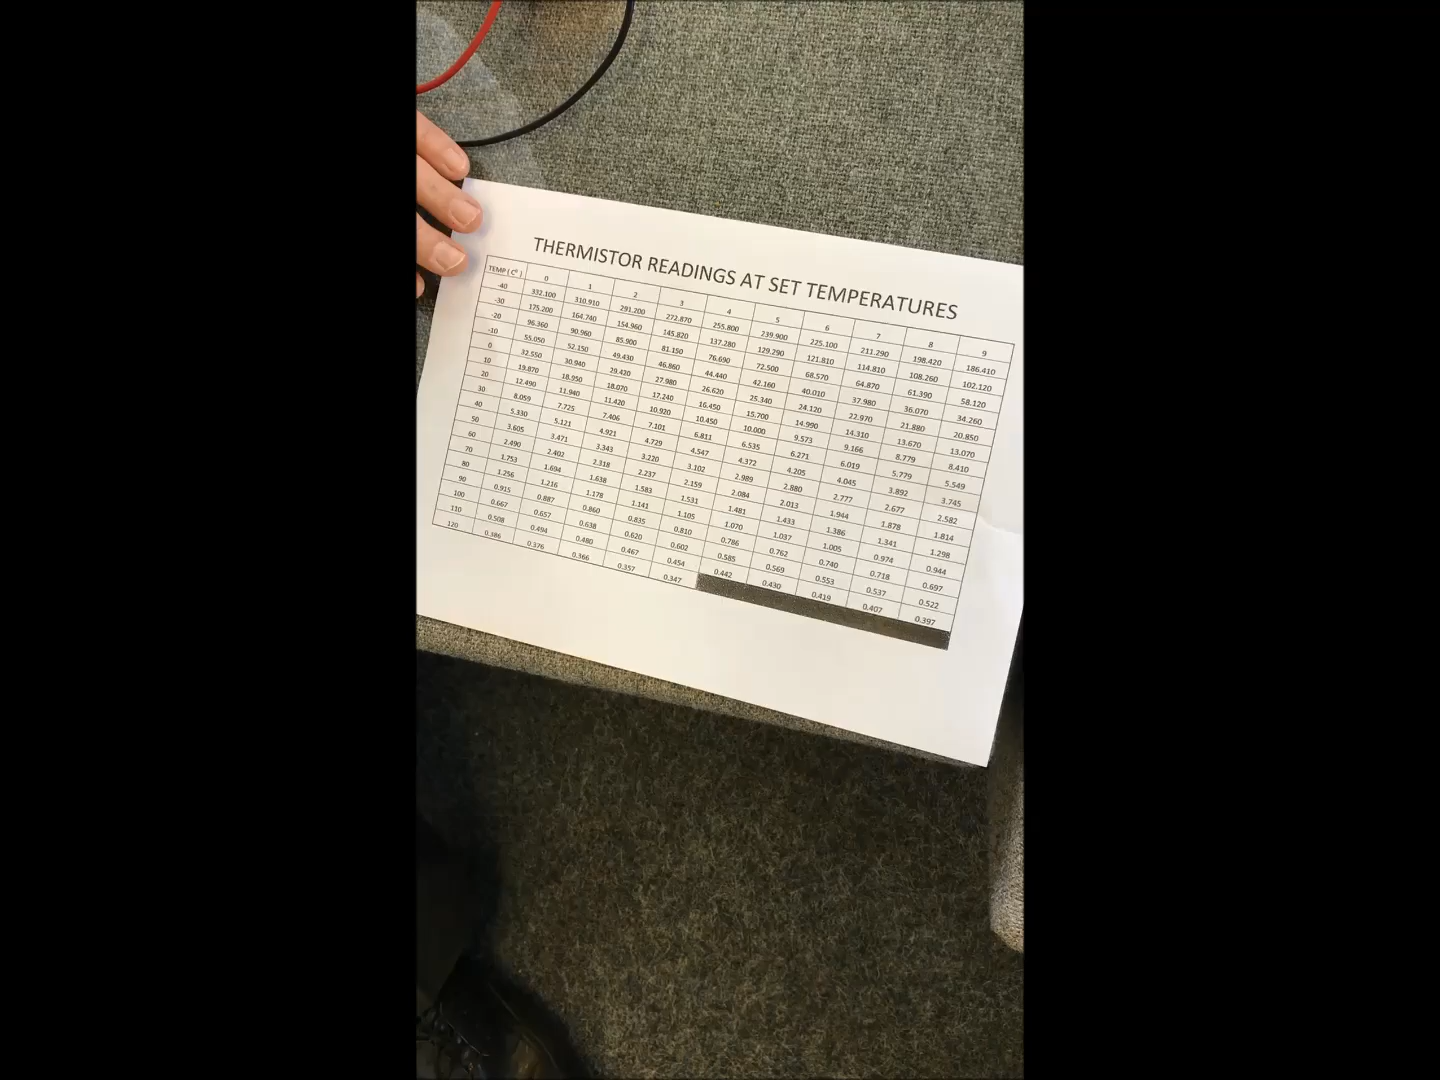 THERMISTOR READINGS AT SET TEMPERATURES
TEMP ( C⁰ ) 0 1 2 3 4 5 6 7 8 9
-40 332.100 310.910 291.200 272.870 255.800 239.900 225.100 211.290 198.420 186.410
-30 175.200 164.740 154.960 145.820 137.280 129.290 121.810 114.810 108.260 102.120
-20 96.360 90.960 85.900 81.150 76.690 72.500 68.570 64.870 61.390 58.120
-10 55.050 52.150 49.430 46.860 44.440 42.160 40.010 37.980 36.070 34.260
0 32.550 30.940 29.420 27.980 26.620 25.340 24.120 22.970 21.880 20.850
10 19.870 18.950 18.070 17.240 16.450 15.700 14.990 14.310 13.670 13.070
20 12.490 11.940 11.420 10.920 10.450 10.000 9.573 9.166 8.779 8.410
30 8.059 7.725 7.406 7.101 6.811 6.535 6.271 6.019 5.779 5.549
40 5.330 5.121 4.921 4.729 4.547 4.372 4.205 4.045 3.892 3.745
50 3.605 3.471 3.343 3.220 3.102 2.989 2.880 2.777 2.677 2.582
60 2.490 2.402 2.318 2.237 2.159 2.084 2.013 1.944 1.878 1.814
70 1.753 1.694 1.638 1.583 1.531 1.481 1.433 1.386 1.341 1.298
80 1.256 1.216 1.178 1.141 1.105 1.070 1.037 1.005 0.974 0.944
90 0.915 0.887 0.860 0.835 0.810 0.786 0.762 0.740 0.718 0.697
100 0.667 0.657 0.638 0.620 0.602 0.585 0.569 0.553 0.537 0.522
110 0.508 0.494 0.480 0.467 0.454 0.442 0.430 0.419 0.407 0.397
120 0.386 0.376 0.366 0.357 0.347